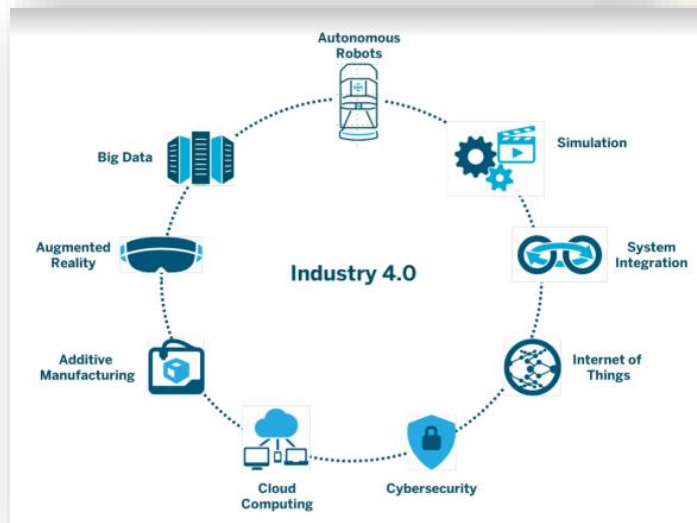 Autonomous
Robots
Simulation
System
Integration
Internet of
Things
Cybersecurity
Cloud
Computing
Additive
Manufacturing
Augmented
Reality
Big Data
Industry 4.0